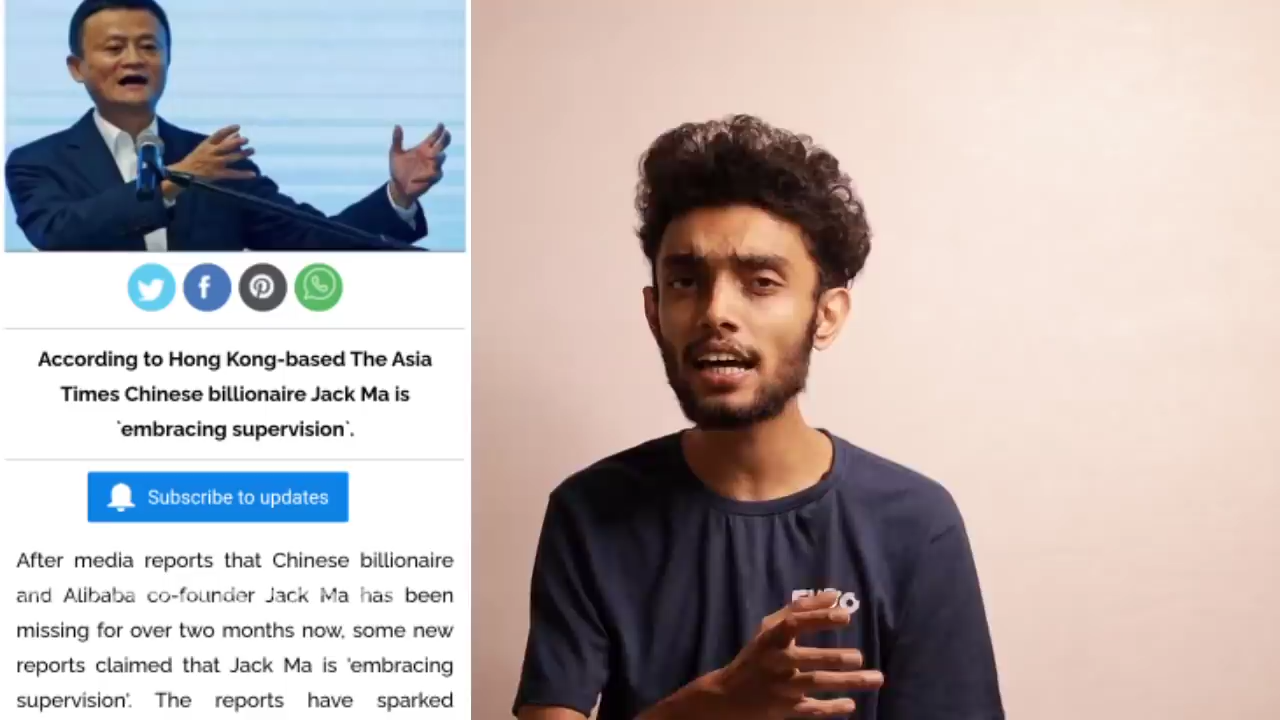 According to Hong Kong-based The Asia
Times Chinese billionaire Jack Ma is
`embracing supervision`.
Subscribe to updates
After media reports that Chinese billionaire
and Alibaba co-founder Jack Ma has been
missing for over two months now, some new
reports claimed that Jack Ma is 'embracing
supervision'. The reports have sparked